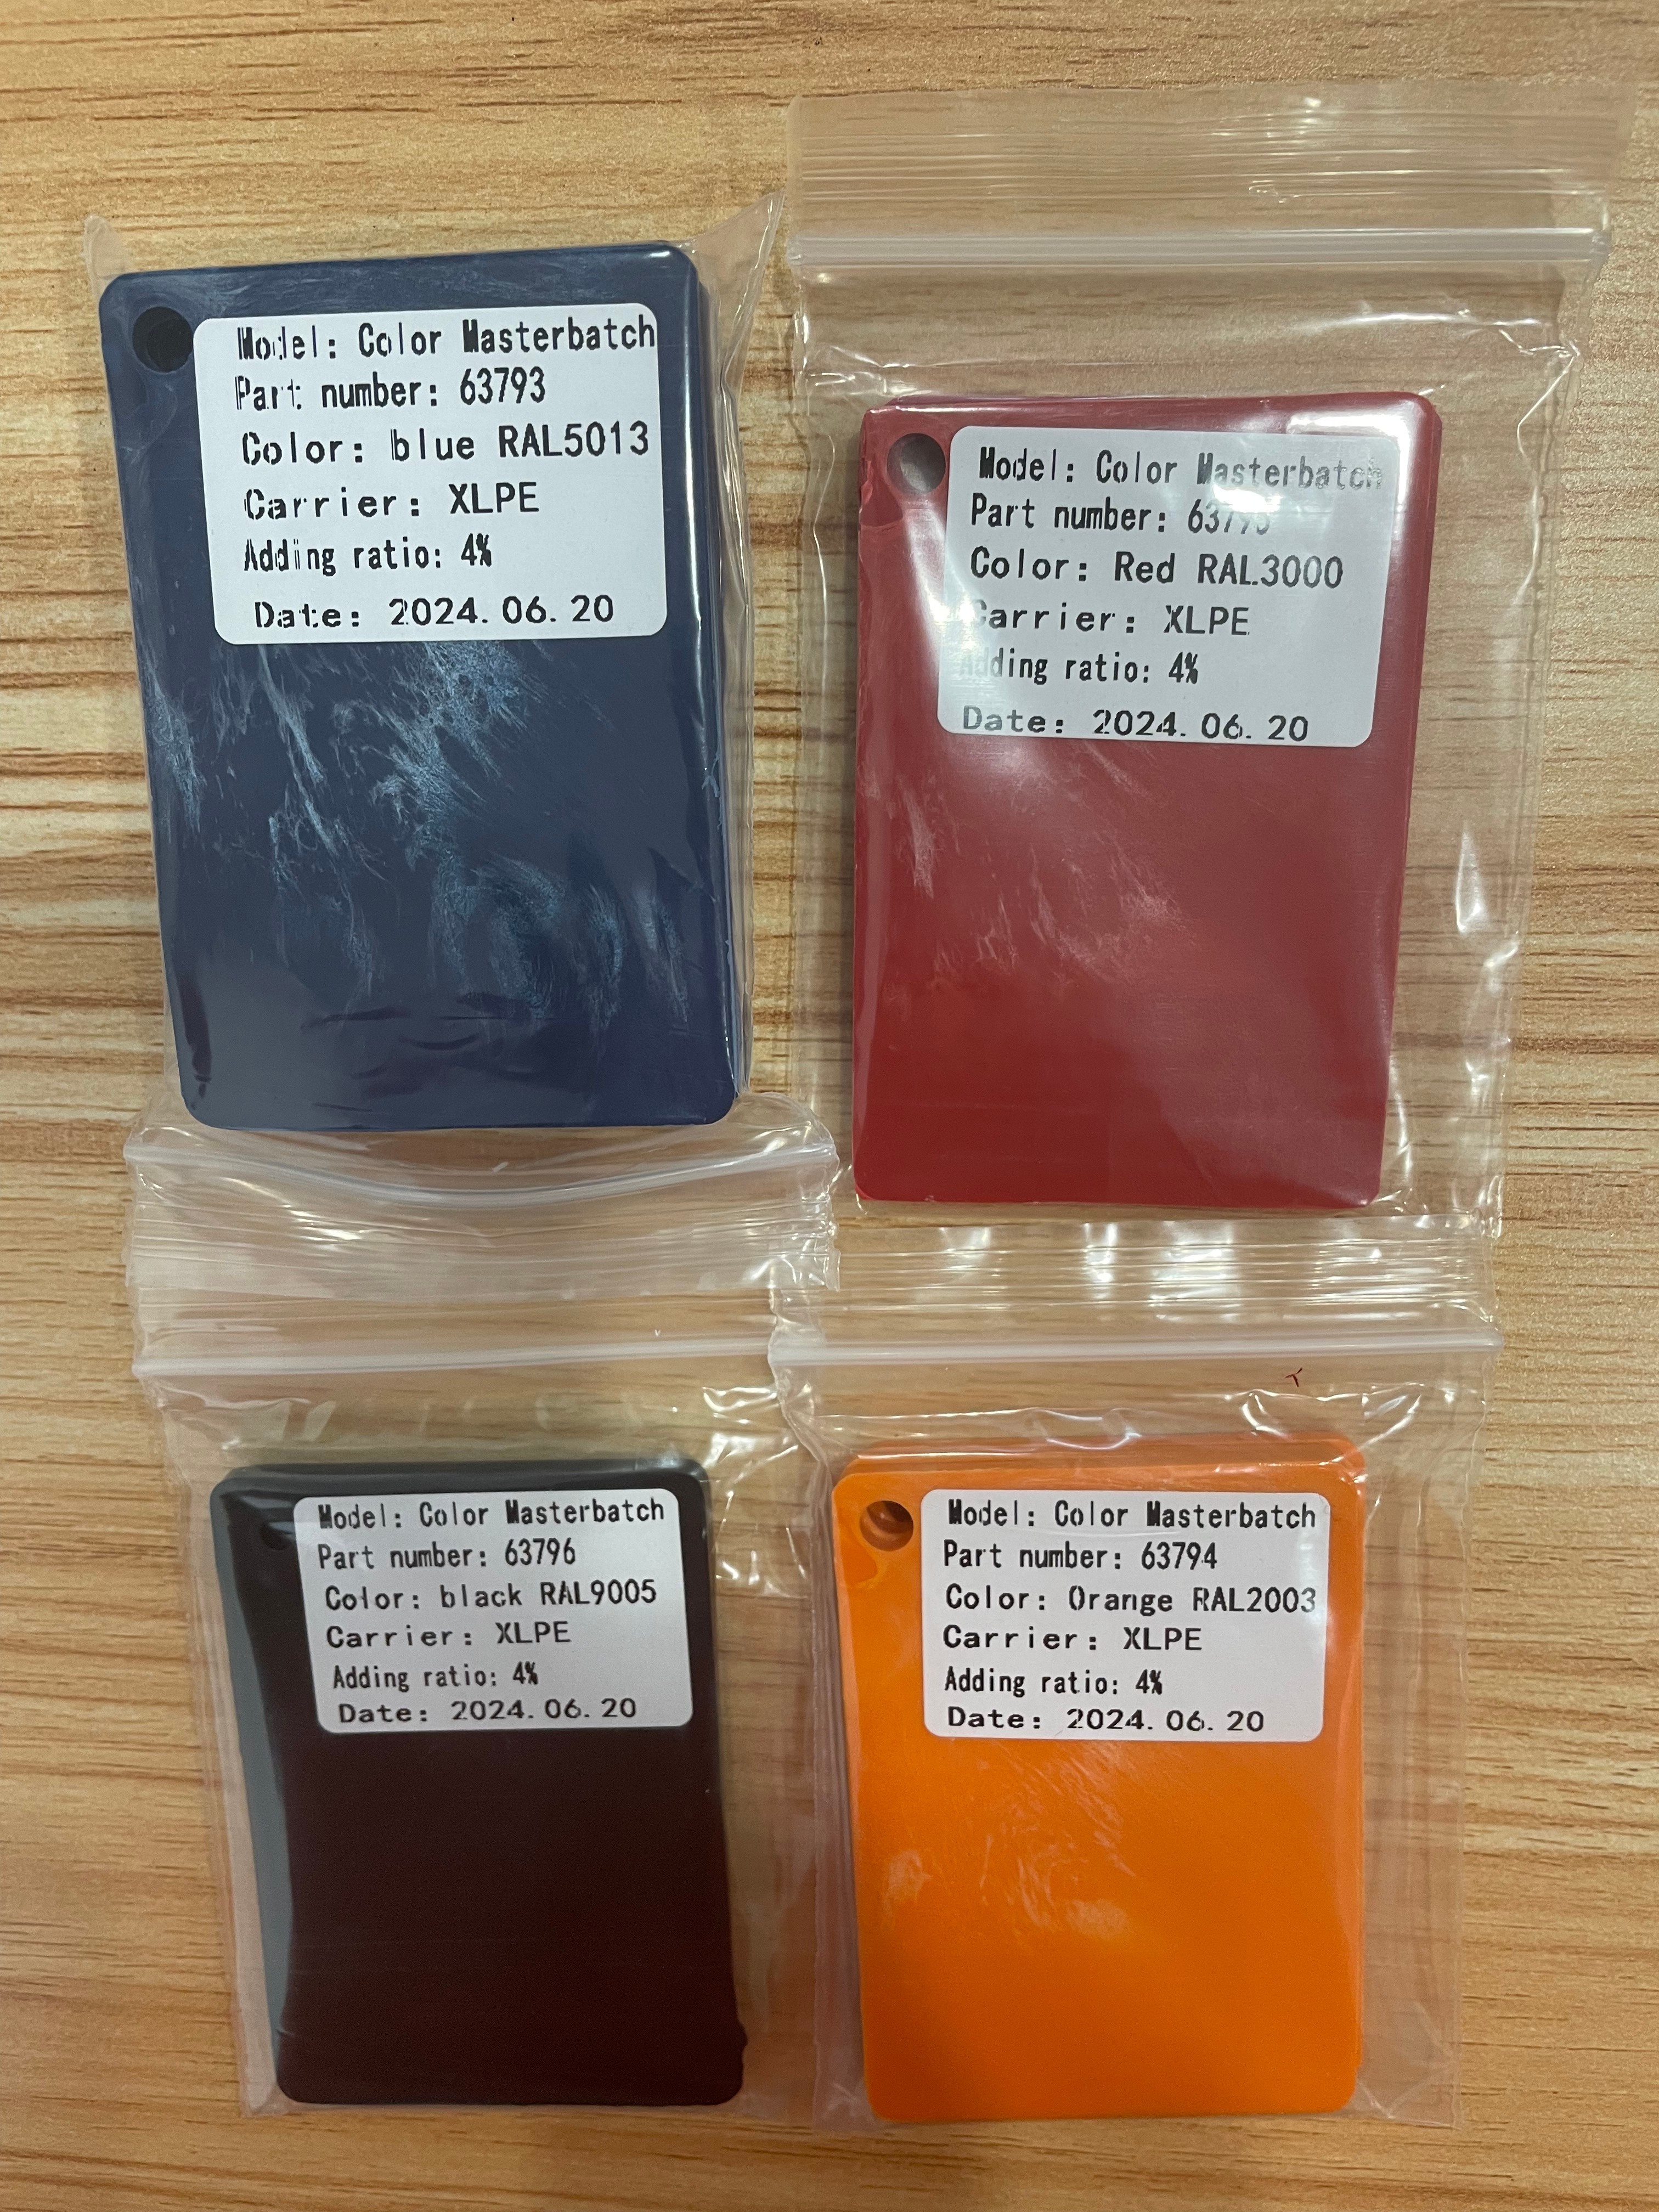 Model: Color Masterbatch
Part number: 63793
Color: blue RAL5013
Carrier: XLPE
Adding ratio: 4%
Date: 2024.06.20
Model: Color Masterbatch
Part number: 63795
Color: Red RAL3000
Carrier: XLPE
Adding ratio: 4%
Date: 2024.06.20
Model: Color Masterbatch
Part number: 63796
Color: black RAL9005
Carrier: XLPE
Adding ratio: 4%
Date: 2024.06.20
Model: Color Masterbatch
Part number: 63794
Color: Orange RAL2003
Carrier: XLPE
Adding ratio: 4%
Date: 2024.06.20